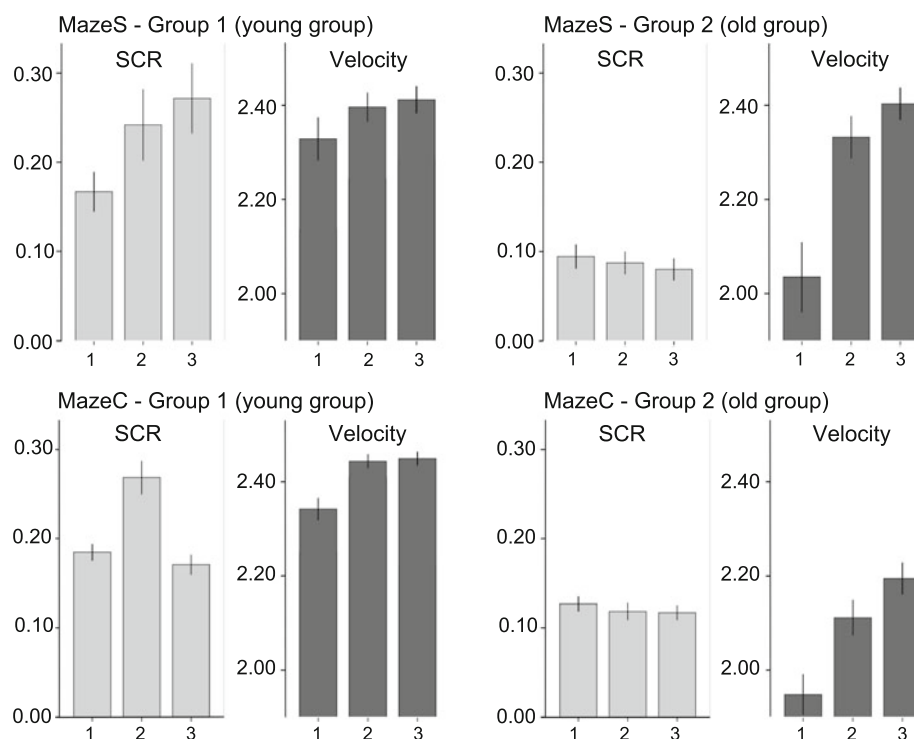 MazeS - Group 1 (young group)
SCR
Velocity
0.30
0.20
0.10
0.00
1 2 3
2.40
2.20
2.00
1 2 3
MazeS - Group 2 (old group)
SCR
Velocity
0.30
0.20
0.10
0.00
1 2 3
2.40
2.20
2.00
1 2 3
MazeC - Group 1 (young group)
SCR
Velocity
0.30
0.20
0.10
0.00
1 2 3
2.40
2.20
2.00
1 2 3
MazeC - Group 2 (old group)
SCR
Velocity
0.30
0.20
0.10
0.00
1 2 3
2.40
2.20
2.00
1 2 3